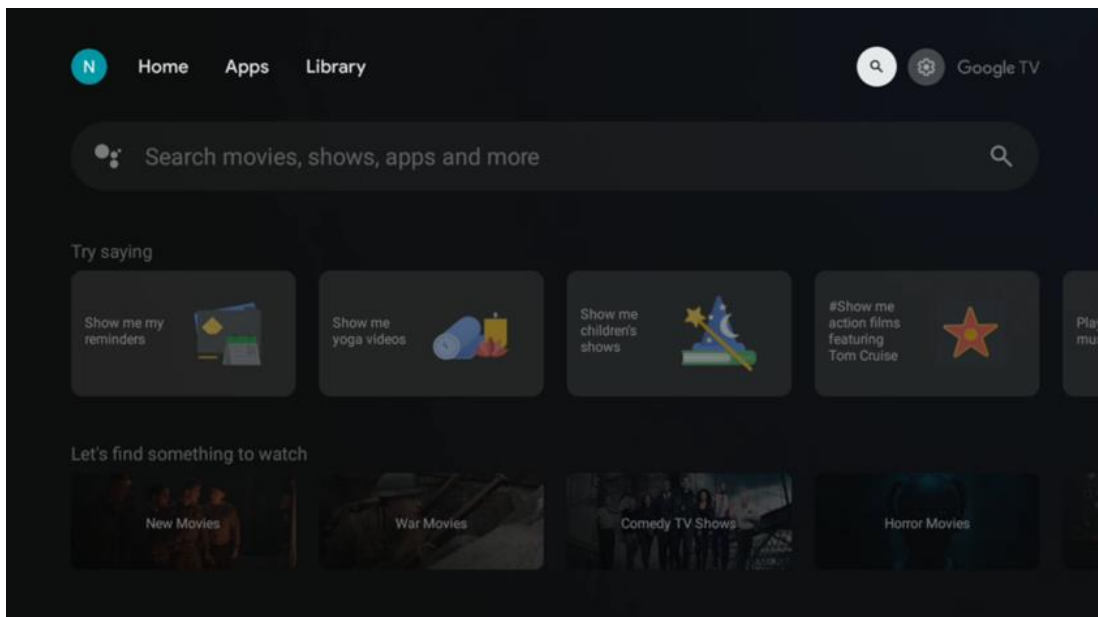 N Home Apps Library Google TV
Search movies, shows, apps and more
Try saying
Show me my
reminders
Show me
yoga videos
Show me
children's
shows
#Show me
action films
featuring
Tom Cruise
Let's find something to watch
New Movies
War Movies
Comedy TV Shows
Horror Movies